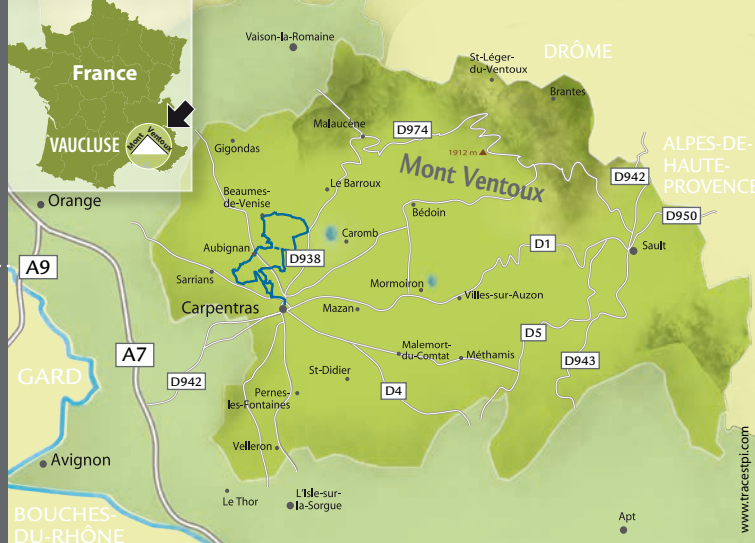 France
VAUCLUSE
Mont Ventoux
Vaison-la-Romaine
DRÔME
St-Léger-
du-Ventoux
Brantes
Malaucène
D974
Gigondas
1912 m
Mont Ventoux
ALPES-DE-
HAUTE-
PROVENCE
D942
Le Barroux
Beaumes-
de-Venise
Orange
Bédoin
D950
Caromb
Aubignan
D938
D1
Sault
A9
Sarrians
Mormoiron
Villes-sur-Auzon
Carpentras
Mazan
D5
A7
Malemort-
du-Comtat
Méthamis
D943
GARD
D942
St-Didier
D4
Pernes-
les-Fontaines
Velleron
Avignon
Le Thor
L'Isle-sur-
la-Sorgue
BOUCHES-
DU-RHÔNE
Apt
www.tracestpi.com